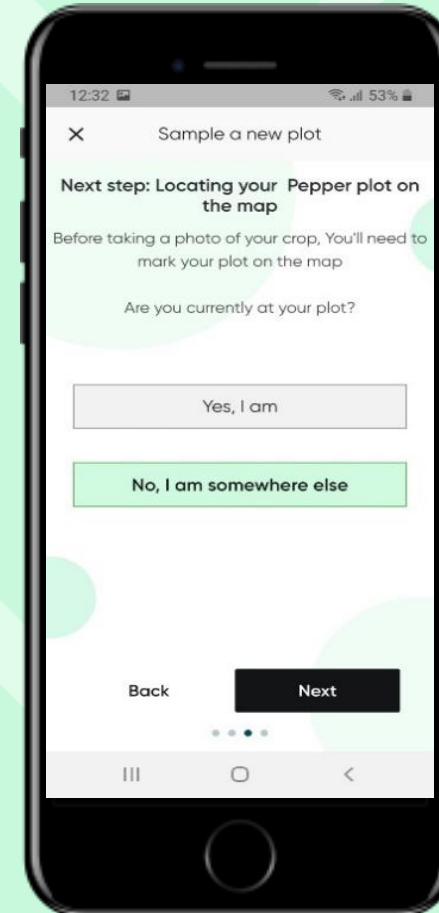 12:32 53%
Sample a new plot
Next step: Locating your Pepper plot on
the map
Before taking a photo of your crop, You'll need to
mark your plot on the map
Are you currently at your plot?
Yes, I am
No, I am somewhere else
Back Next